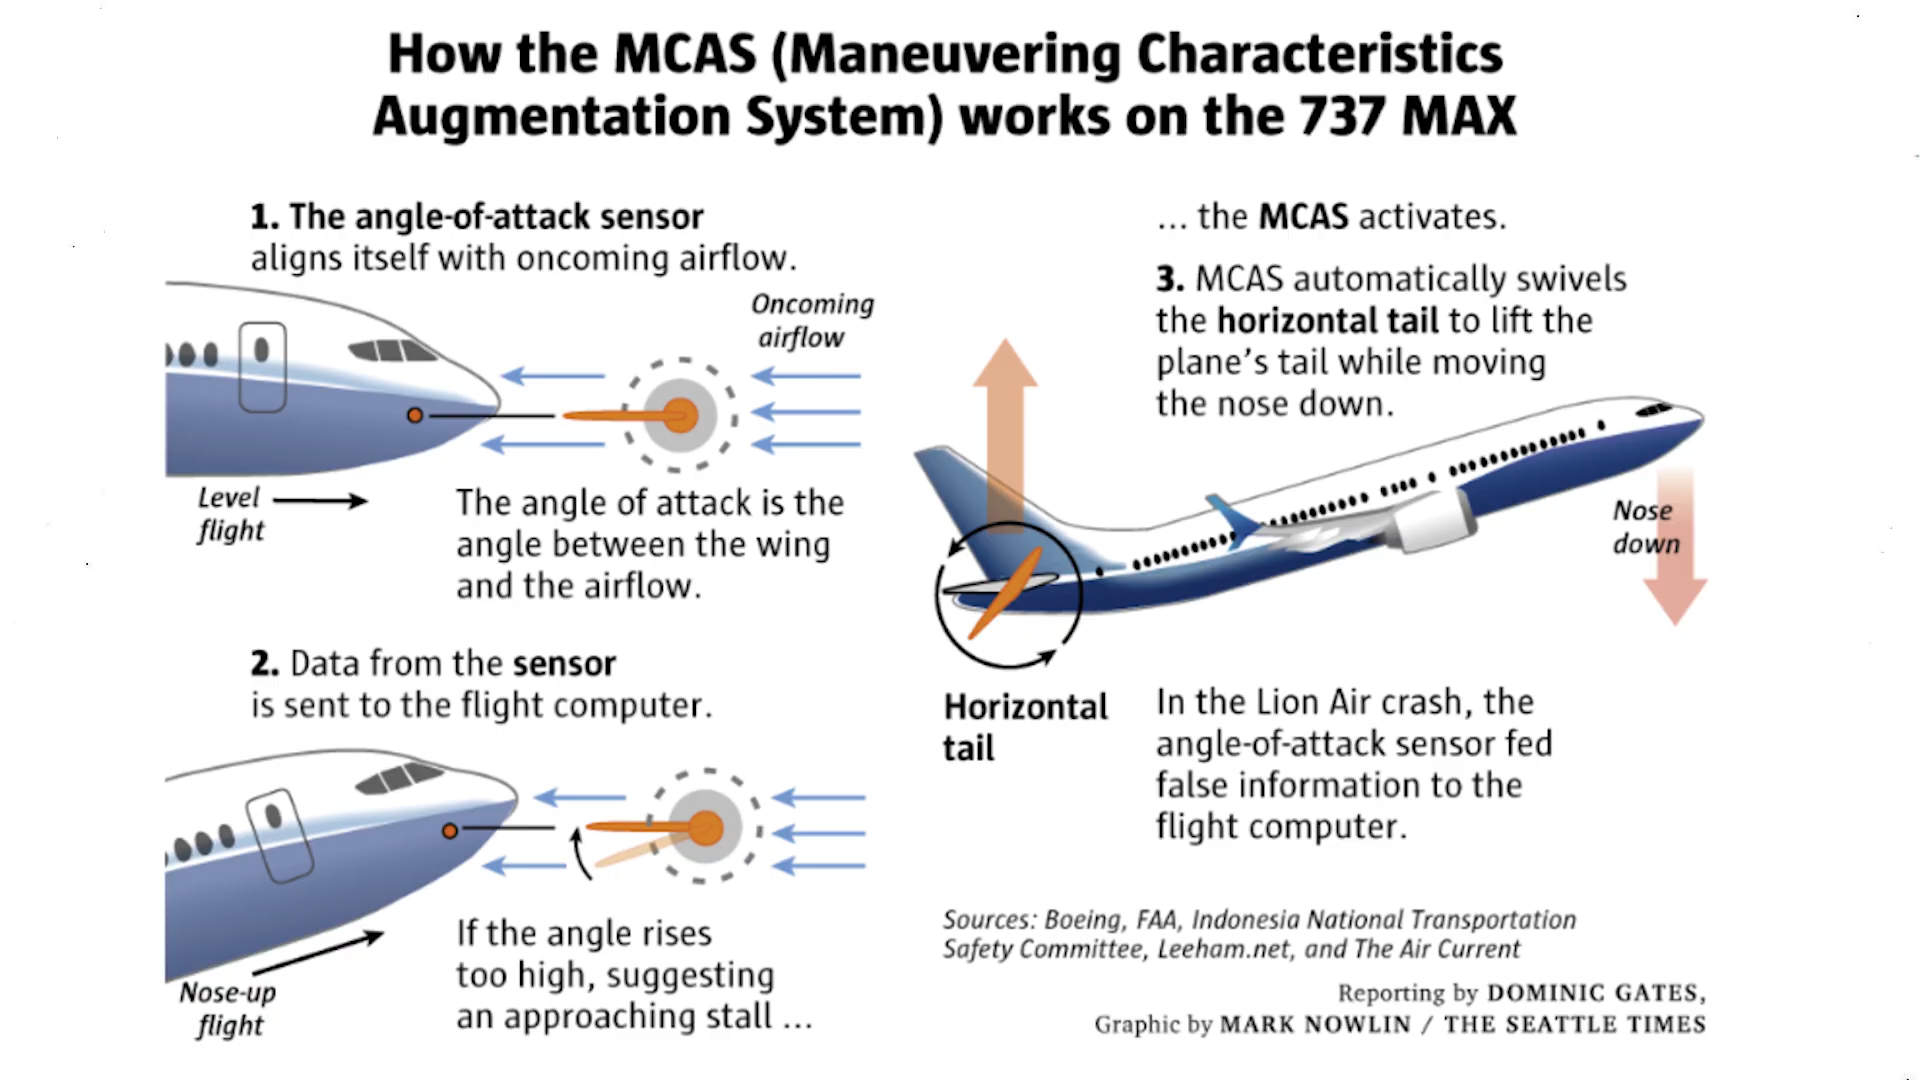 How the MCAS (Maneuvering Characteristics
Augmentation System) works on the 737 MAX
1. The angle-of-attack sensor
aligns itself with oncoming airflow.
Oncoming
airflow
Level
flight
The angle of attack is the
angle between the wing
and the airflow.
2. Data from the sensor
is sent to the flight computer.
Nose-up
flight
If the angle rises
too high, suggesting
an approaching stall ...
... the MCAS activates.
3. MCAS automatically swivels
the horizontal tail to lift the
plane's tail while moving
the nose down.
Nose
down
Horizontal
tail
In the Lion Air crash, the
angle-of-attack sensor fed
false information to the
flight computer.
Sources: Boeing, FAA, Indonesia National Transportation
Safety Committee, Leeham.net, and The Air Current
Reporting by DOMINIC GATES,
Graphic by MARK NOWLIN / THE SEATTLE TIMES